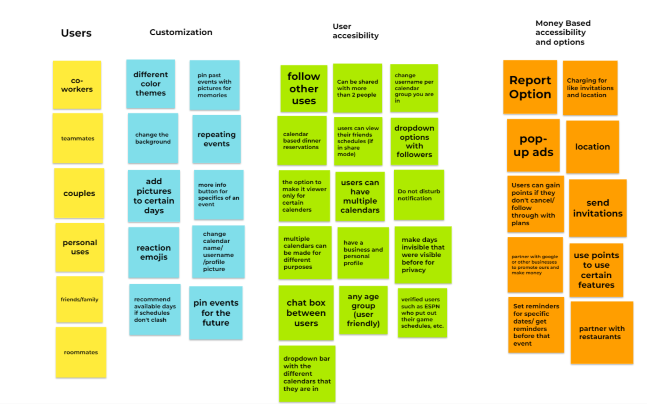 Users
co-
workers
teammates
couples
personal
uses
friends/family
roommates
Customization
different
color
themes
pin past
events with
pictures for
memories
change the
background
repeating
events
add
pictures
to certain
days
more info
button for
specifics of an
event
reaction
emojis
change
calendar
name/
username
/profile
picture
recommend
available days
if schedules
don't clash
pin events
for the
future
User
accesibility
follow
other
uses
Can be shared
with more
than 2 people
change
username per
calendar
group you are
in
calendar
based dinner
reservations
users can view
their friends
schedules (if
in share
mode)
dropdown
options
with
followers
the option to
make it viewer
only for
certain
calenders
users can
have
multiple
calendars
Do not disturb
notification
multiple
calendars can
be made for
different
purposes
have a
business and
personal
profile
make days
invisible that
were visible
before for
privacy
chat box
between
users
any age
group
(user
friendly)
verified users
such as ESPN
who put out
their game
schedules, etc.
dropdown bar
with the
different
calendars that
they are in
Money Based
accessibility
and options
Report
Option
Charging for
like invitations
and location
pop-
up ads
location
Users can gain
points if they
don't cancel/
follow
through with
plans
send
invitations
partner with google
or other businesses
to promote ours and
make money
use points
to use
certain
features
Set reminders
for specific
dates/ get
reminders
before that
event
partner with
restaurants